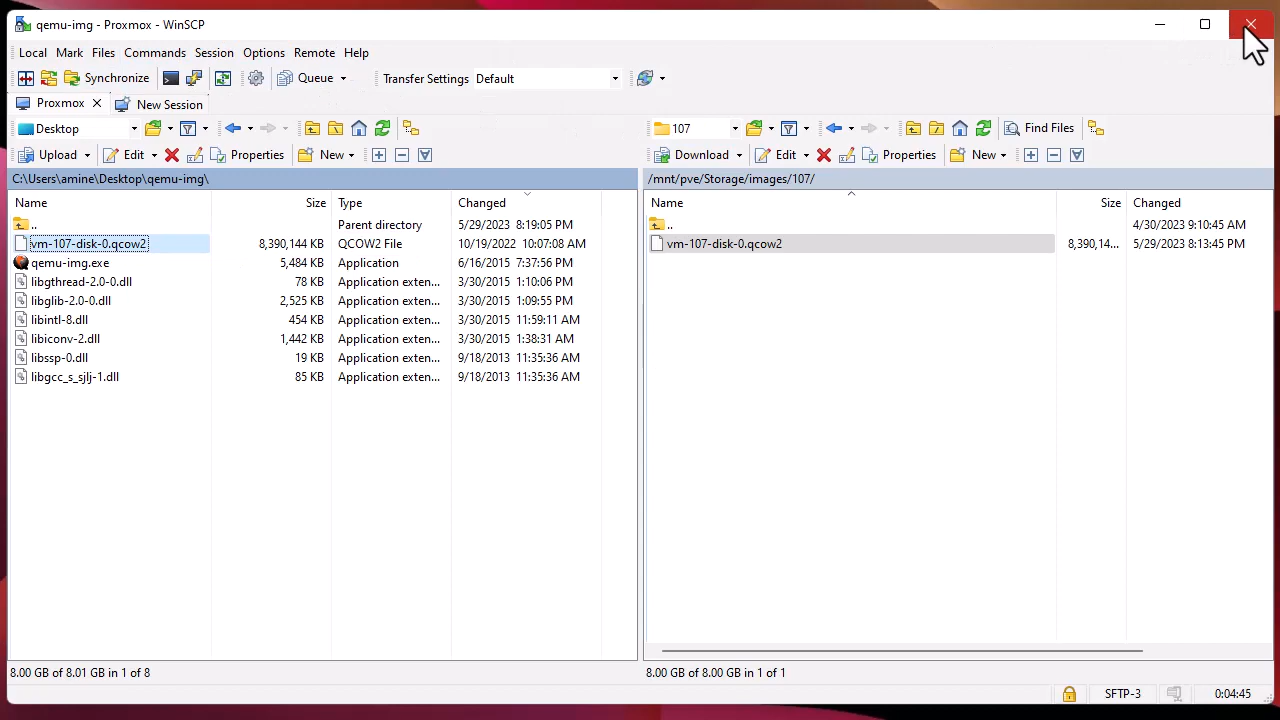 qemu-img - Proxmox - WinSCP
Local Mark Files Commands Session Options Remote Help
Synchronize Queue Transfer Settings Default
Proxmox New Session
Desktop 107 Find Files
Upload Edit Properties New Download Edit Properties New
C:\Users\amine\Desktop\qemu-img\ /mnt/pve/Storage/images/107/
Name Size Type Changed Name Size Changed
.. Parent directory 5/29/2023 8:19:05 PM .. 4/30/2023 9:10:45 AM
vm-107-disk-0.qcow2 8,390,144 KB QCOW2 File 10/19/2022 10:07:08 AM vm-107-disk-0.qcow2 8,390,14... 5/29/2023 8:13:45 PM
qemu-img.exe 5,484 KB Application 6/16/2015 7:37:56 PM
libgthread-2.0-0.dll 78 KB Application exten... 3/30/2015 1:10:06 PM
libglib-2.0-0.dll 2,525 KB Application exten... 3/30/2015 1:09:55 PM
libintl-8.dll 454 KB Application exten... 3/30/2015 11:59:11 AM
libiconv-2.dll 1,442 KB Application exten... 3/30/2015 1:38:31 AM
libssp-0.dll 19 KB Application exten... 9/18/2013 11:35:36 AM
libgcc_s_sjlj-1.dll 85 KB Application exten... 9/18/2013 11:35:36 AM
8.00 GB of 8.01 GB in 1 of 8 8.00 GB of 8.00 GB in 1 of 1
SFTP-3 0:04:45